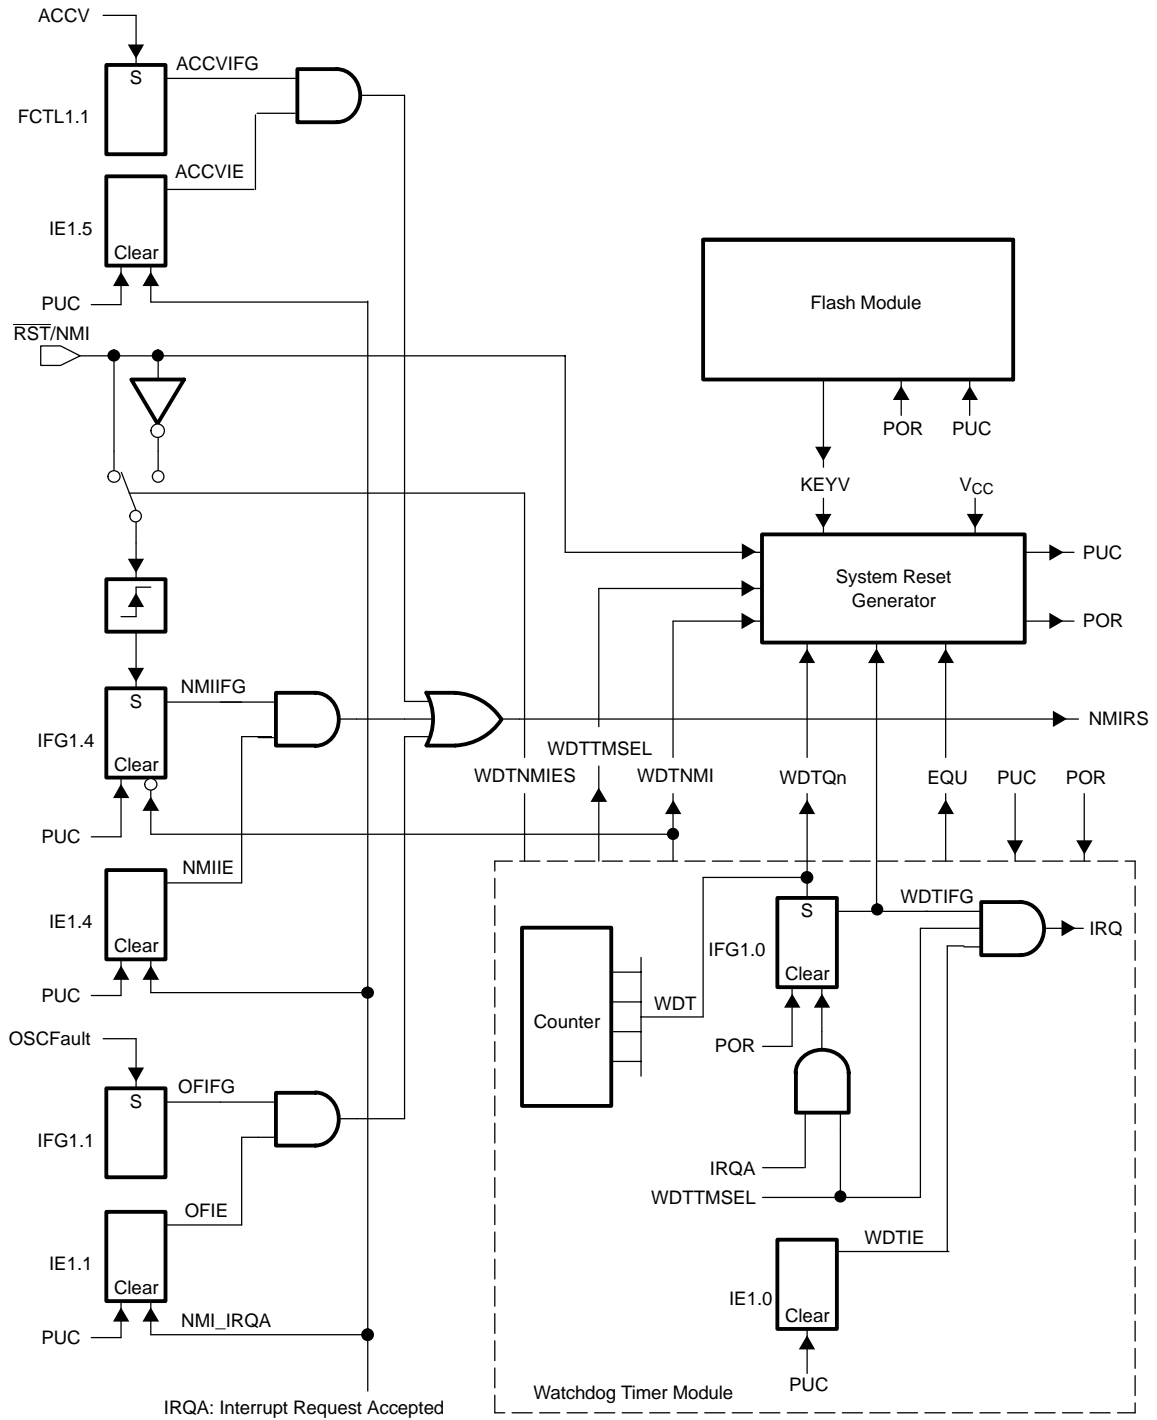 ACCV
S
ACCVIFG
FCTL1.1
ACCVIE
IE1.5
Clear
PUC
RST/NMI
Flash Module
POR
PUC
KEYV
VCC
System Reset
Generator
PUC
POR
S
NMIIFG
IFG1.4
Clear
PUC
NMIRS
WDTTMSEL
WDTNMIES
WDTNMI
WDTQn
EQU
PUC
POR
NMIIE
IE1.4
Clear
PUC
S
WDTIFG
IRQ
IFG1.0
Clear
Counter
WDT
POR
OSCFault
S
OFIFG
IFG1.1
IRQA
WDTTMSEL
OFIE
IE1.1
Clear
NMI_IRQA
PUC
WDTIE
IE1.0
Clear
PUC
Watchdog Timer Module
IRQA: Interrupt Request Accepted